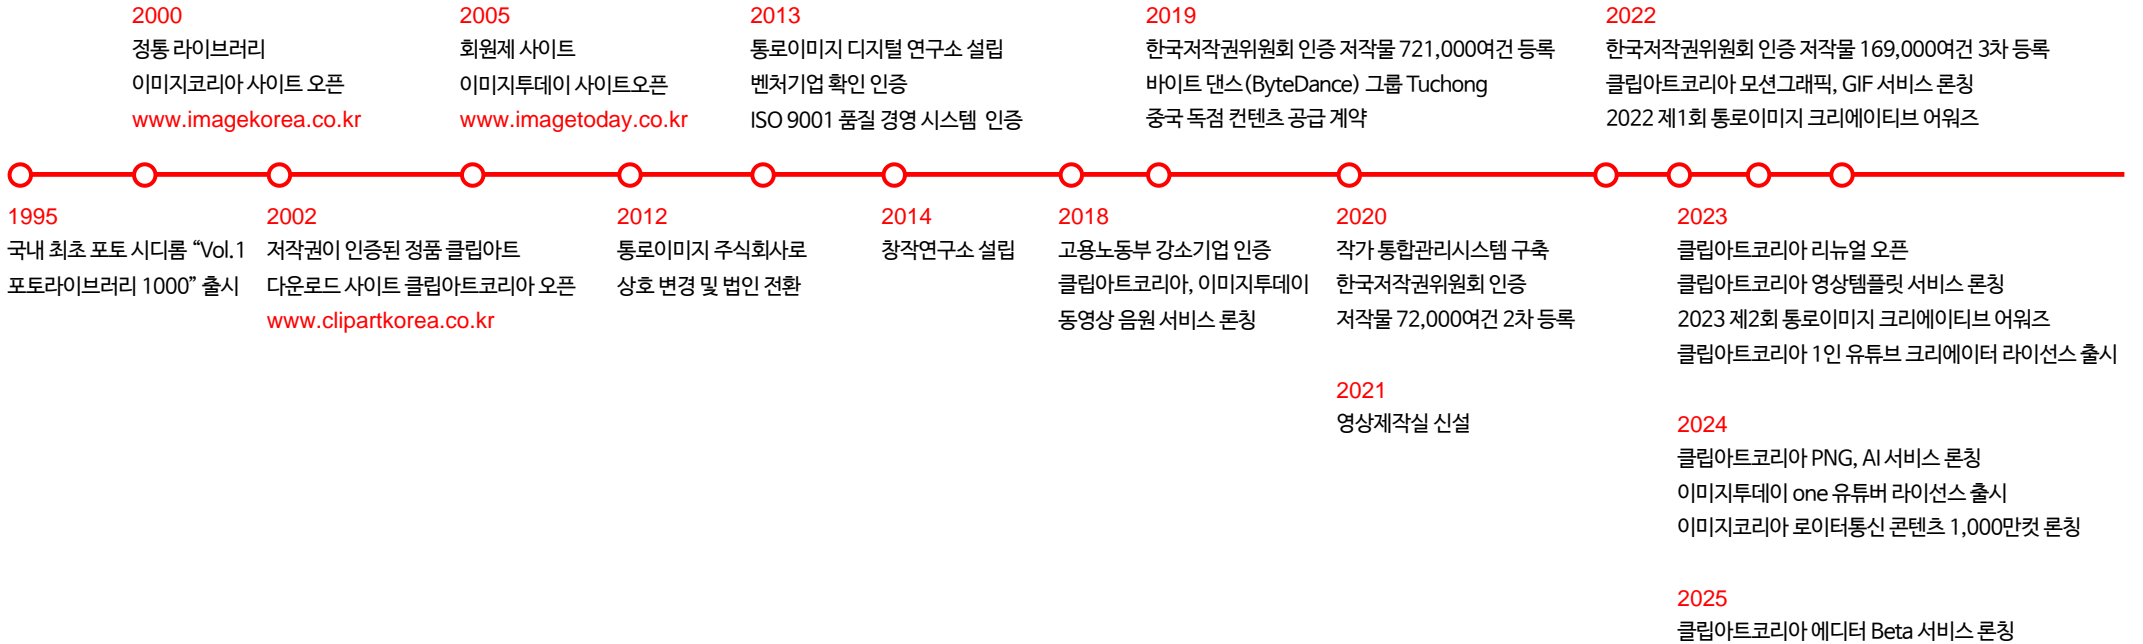 2000
정통 라이브러리
이미지코리아 사이트 오픈
www.imagekorea.co.kr
2005
회원제 사이트
이미지투데이 사이트오픈
www.imagetoday.co.kr
2013
통로이미지 디지털 연구소 설립
벤처기업 확인 인증
ISO 9001 품질 경영 시스템 인증
2019
한국저작권위원회 인증 저작물 721,000여건 등록
바이트 댄스(ByteDance) 그룹 Tuchong
중국 독점 컨텐츠 공급 계약
2022
한국저작권위원회 인증 저작물 169,000여건 3차 등록
클립아트코리아 모션그래픽, GIF 서비스 론칭
2022 제1회 통로이미지 크리에이티브 어워즈
1995
국내 최초 포토 시디롬 “Vol.1
포토라이브러리 1000” 출시
2002
저작권이 인증된 정품 클립아트
다운로드 사이트 클립아트코리아 오픈
www.clipartkorea.co.kr
2012
통로이미지 주식회사로
상호 변경 및 법인 전환
2014
창작연구소 설립
2018
고용노동부 강소기업 인증
클립아트코리아, 이미지투데이
동영상 음원 서비스 론칭
2020
작가 통합관리시스템 구축
한국저작권위원회 인증
저작물 72,000여건 2차 등록
2021
영상제작실 신설
2023
클립아트코리아 리뉴얼 오픈
클립아트코리아 영상템플릿 서비스 론칭
2023 제2회 통로이미지 크리에이티브 어워즈
클립아트코리아 1인 유튜브 크리에이터 라이선스 출시
2024
클립아트코리아 PNG, AI 서비스 론칭
이미지투데이 one 유튜버 라이선스 출시
이미지코리아 로이터통신 콘텐츠 1,000만컷 론칭
2025
클립아트코리아 에디터 Beta 서비스 론칭